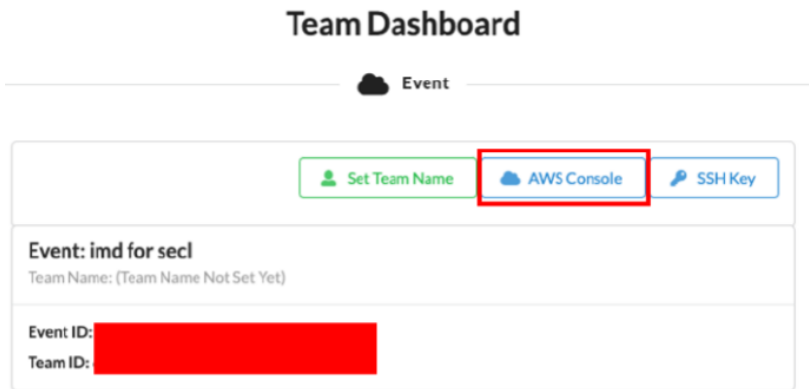 Team Dashboard
Event
Set Team Name
AWS Console
SSH Key
Event: imd for secl
Team Name: (Team Name Not Set Yet)
Event ID:
Team ID: